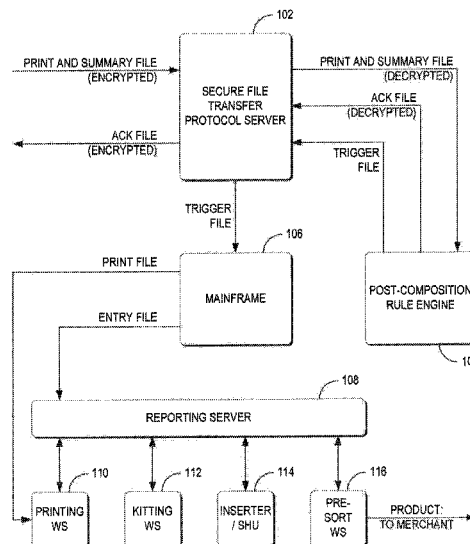 102
PRINT AND SUMMARY FILE
(ENCRYPTED)
SECURE FILE
TRANSFER
PROTOCOL SERVER
PRINT AND SUMMARY FILE
(DECRYPTED)
ACK FILE
(DECRYPTED)
ACK FILE
(ENCRYPTED)
TRIGGER
FILE
TRIGGER
FILE
106
PRINT FILE
MAINFRAME
POST-COMPOSITION
RULE ENGINE
ENTRY FILE
108
REPORTING SERVER
110
112
114
116
PRINTING
WS
KITTING
WS
INSERTER
/ SHU
PRE-
SORT
WS
PRODUCT:
TO MERCHANT